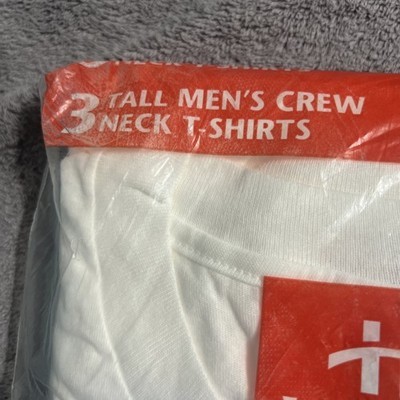 3 TALL MEN'S CREW
NECK T-SHIRTS